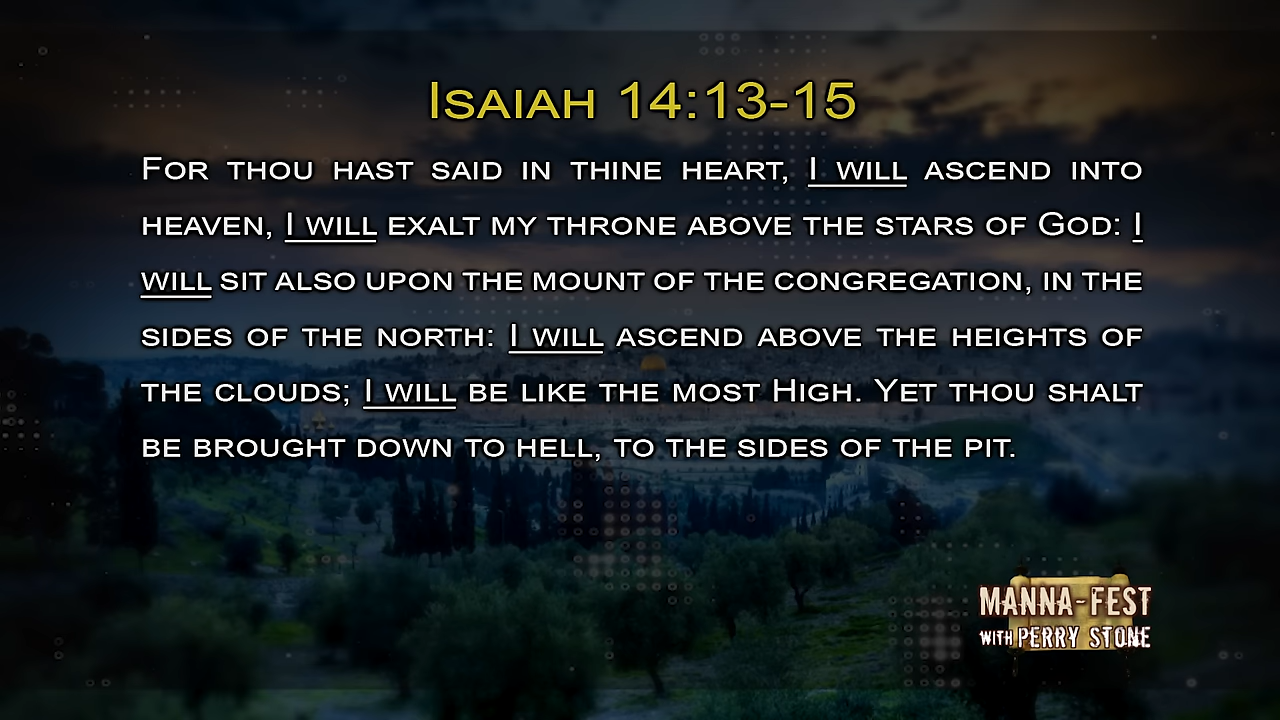 Isaiah 14:13-15
For thou hast said in thine heart, I will ascend into
heaven, I will exalt my throne above the stars of God: I
will sit also upon the mount of the congregation, in the
sides of the north: I will ascend above the heights of
the clouds; I will be like the most High. Yet thou shalt
be brought down to hell, to the sides of the pit.
MANNA-FEST
WITH PERRY STONE